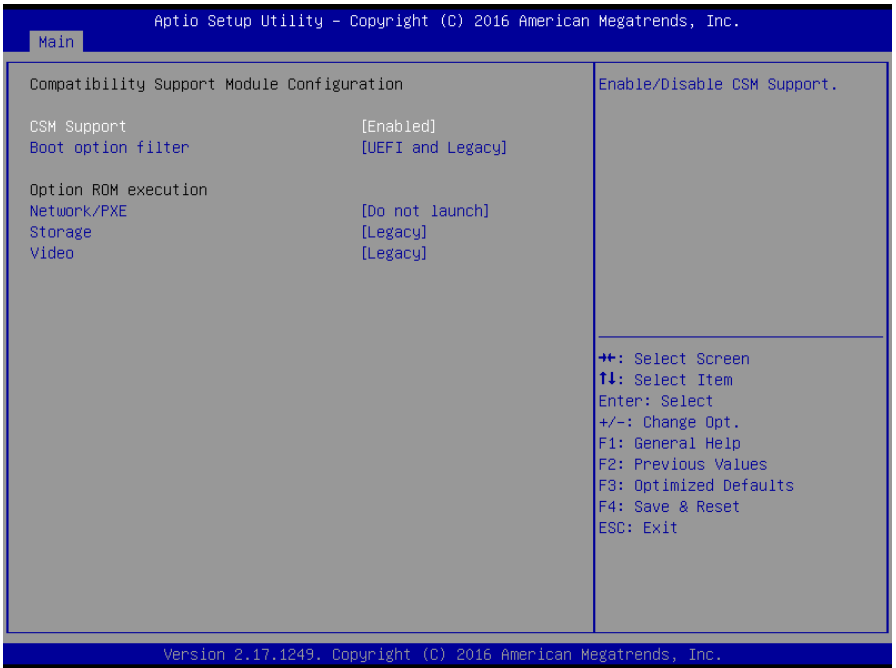 Aptio Setup Utility – Copyright (C) 2016 American Megatrends, Inc.
Main
Compatibility Support Module Configuration
Enable/Disable CSM Support.
CSM Support [Enabled]
Boot option filter [UEFI and Legacy]
Option ROM execution
Network/PXE [Do not launch]
Storage [Legacy]
Video [Legacy]
→←: Select Screen
↑↓: Select Item
Enter: Select
+/-: Change Opt.
F1: General Help
F2: Previous Values
F3: Optimized Defaults
F4: Save & Reset
ESC: Exit
Version 2.17.1249. Copyright (C) 2016 American Megatrends, Inc.